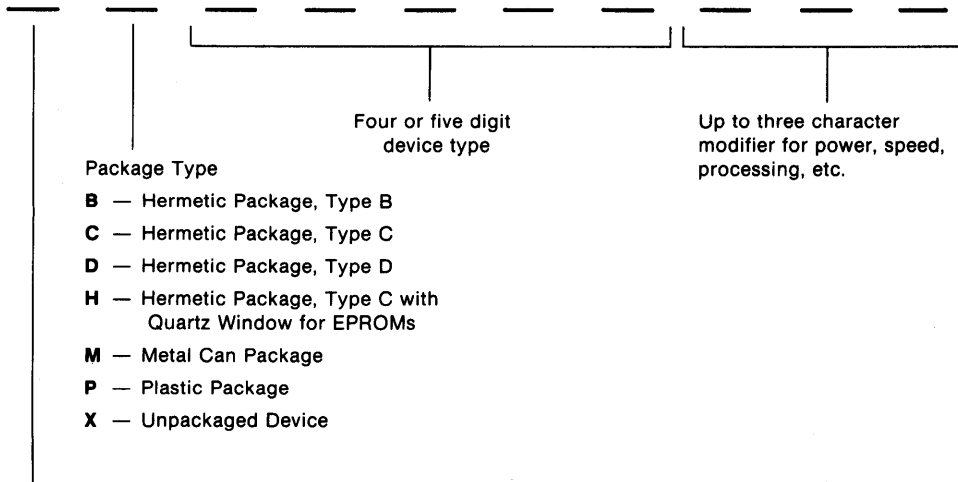 Four or five digit
device type
Up to three character
modifier for power, speed,
processing, etc.
Package Type
B — Hermetic Package, Type B
C — Hermetic Package, Type C
D — Hermetic Package, Type D
H — Hermetic Package, Type C with
Quartz Window for EPROMs
M — Metal Can Package
P — Plastic Package
X — Unpackaged Device